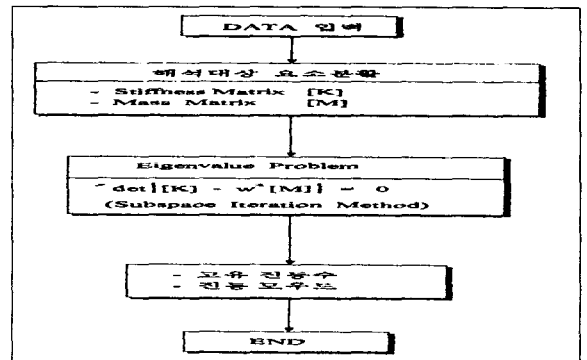 DATA 입력
해석대상 요소분할
- Stiffness Matrix [K]
- Mass Matrix [M]
Eigenvalue Problem
det|[K] - w²[M]| = 0
(Subspace Iteration Method)
- 고유 진동수
- 진동 모우드
END